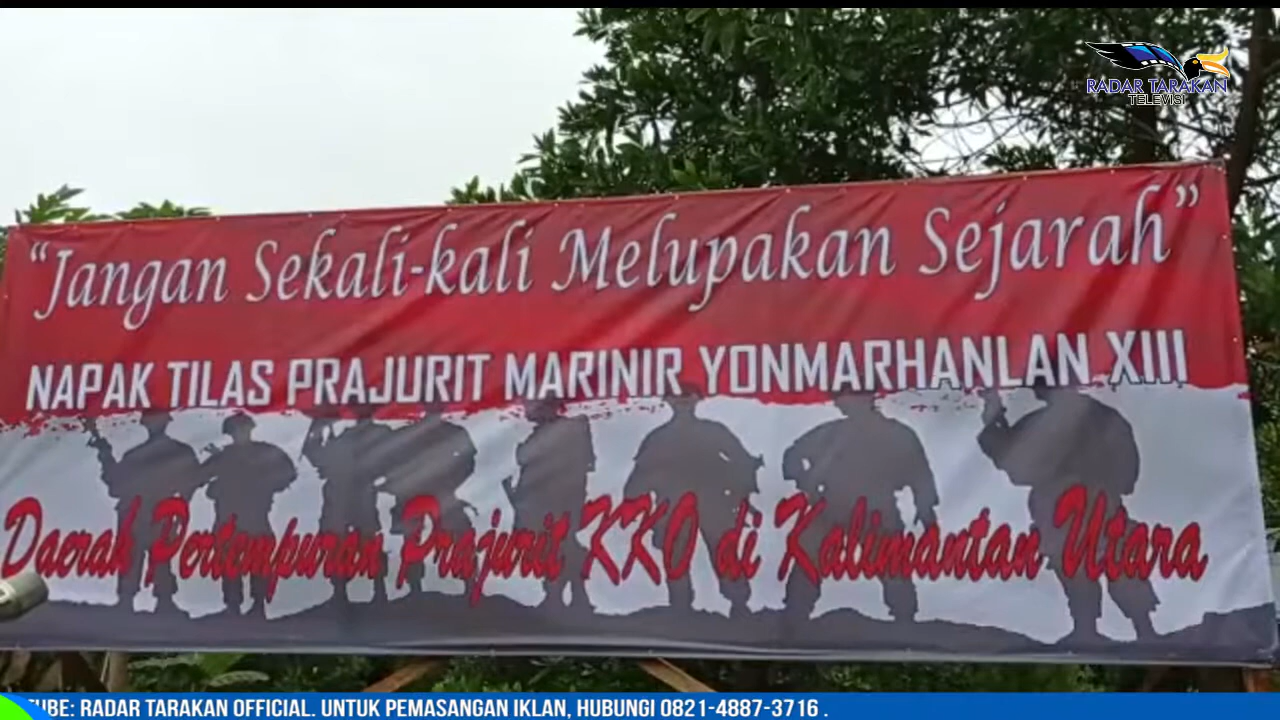 RADAR TARAKAN
TELEVISI
“Jangan Sekali-kali Melupakan Sejarah”
NAPAK TILAS PRAJURIT MARINIR YONMARHANLAN XIII
Daerah Pertempuran Prajurit KKO di Kalimantan Utara
TUBE: RADAR TARAKAN OFFICIAL. UNTUK PEMASANGAN IKLAN, HUBUNGI 0821-4887-3716 .